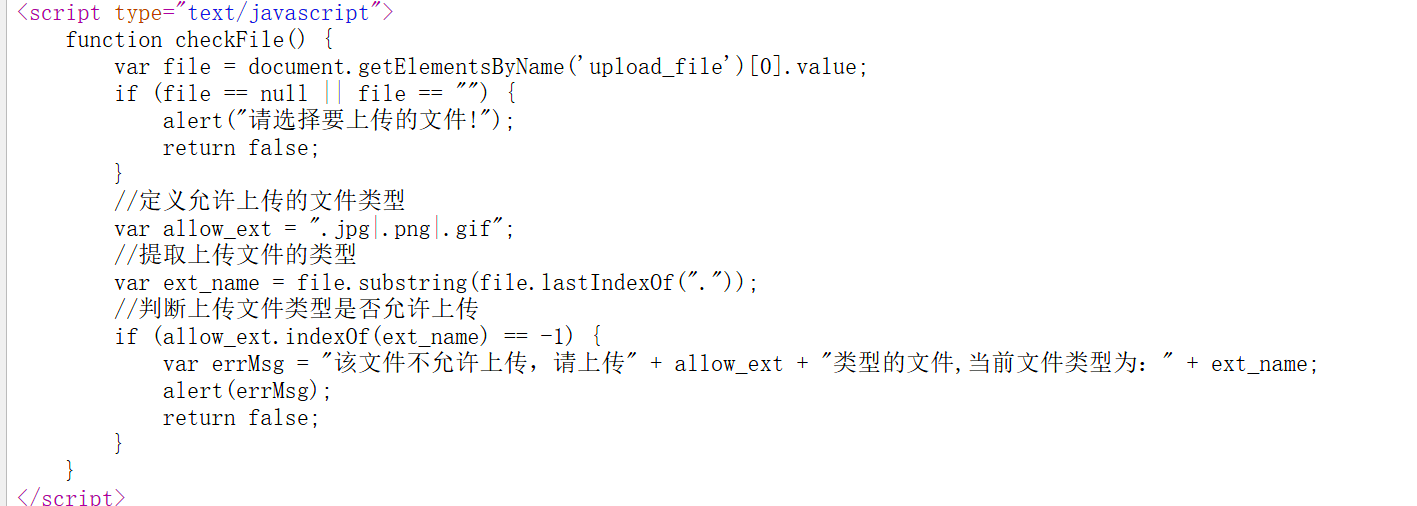 <script type="text/javascript">
    function checkFile() {
        var file = document.getElementsByName('upload_file')[0].value;
        if (file == null || file == "") {
            alert("请选择要上传的文件!");
            return false;
        }
        //定义允许上传的文件类型
        var allow_ext = ".jpg|.png|.gif";
        //提取上传文件的类型
        var ext_name = file.substring(file.lastIndexOf("."));
        //判断上传文件类型是否允许上传
        if (allow_ext.indexOf(ext_name) == -1) {
            var errMsg = "该文件不允许上传，请上传" + allow_ext + "类型的文件,当前文件类型为：" + ext_name;
            alert(errMsg);
            return false;
        }
    }
</script>